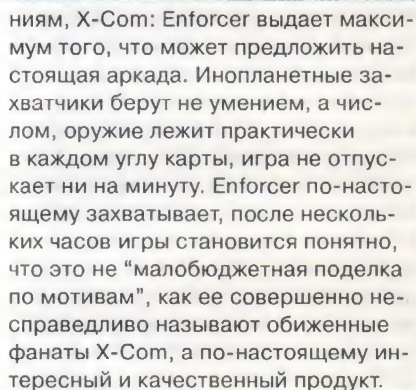 ниям, X-Com: Enforcer выдает макси-
мум того, что может предложить на-
стоящая аркада. Инопланетные за-
хватчики берут не умением, а чис-
лом, оружие лежит практически
в каждом углу карты, игра не отпус-
кает ни на минуту. Enforcer по-насто-
ящему захватывает, после несколь-
ких часов игры становится понятно,
что это не "малобюджетная поделка
по мотивам", как ее совершенно не-
справедливо называют обиженные
фанаты X-Com, а по-настоящему ин-
тересный и качественный продукт.